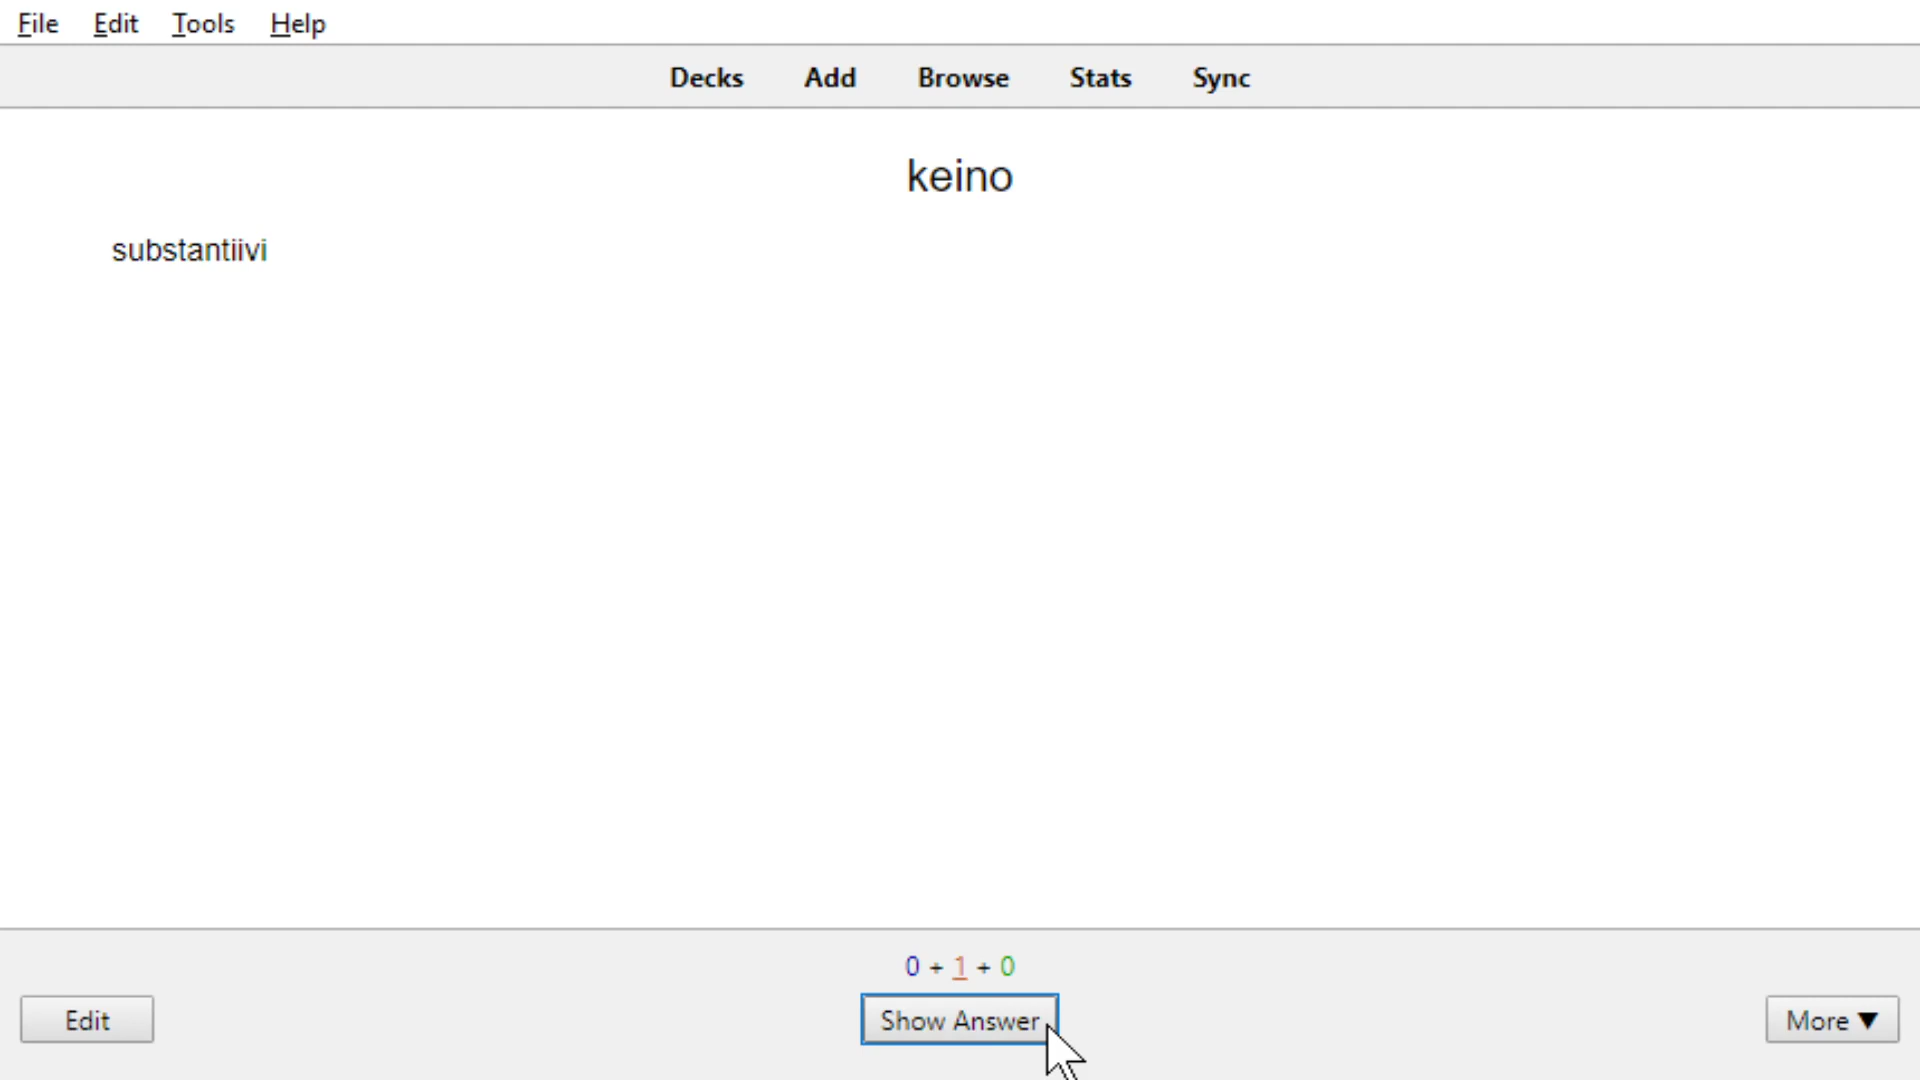 File Edit Tools Help
Decks Add Browse Stats Sync
keino
substantiivi
0 + 1 + 0
Edit Show Answer More ▼